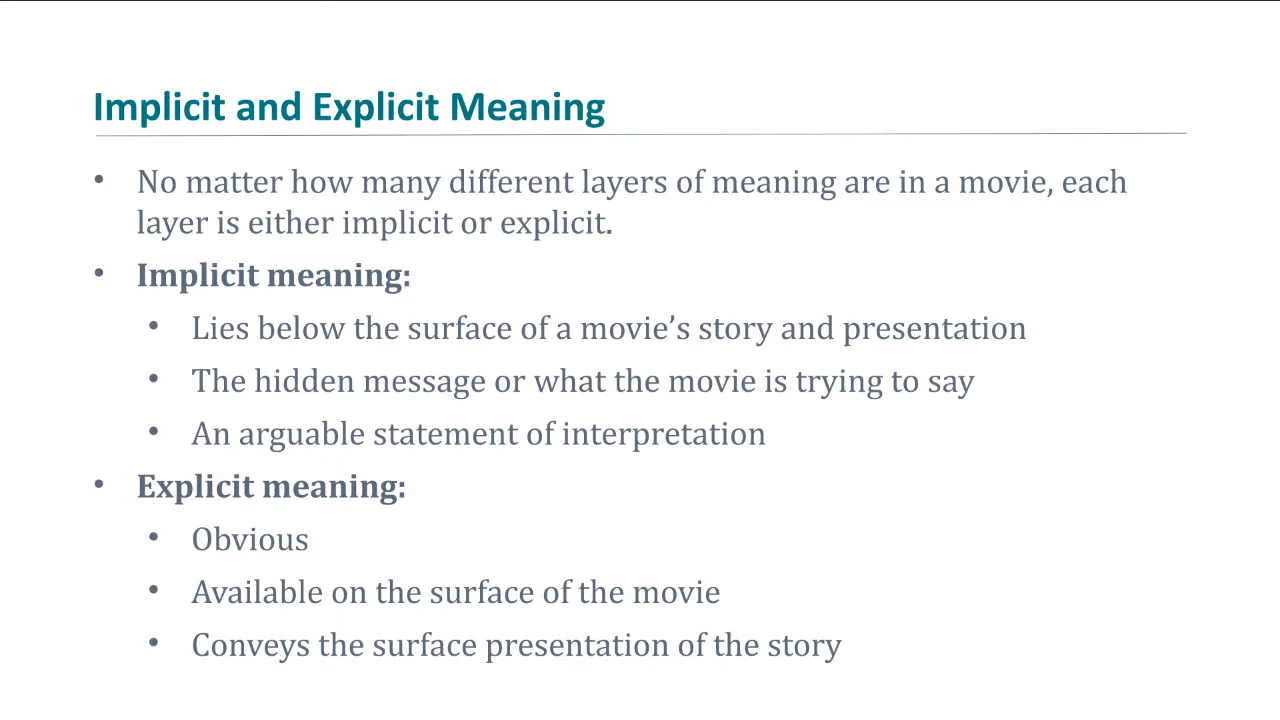 Implicit and Explicit Meaning
• No matter how many different layers of meaning are in a movie, each
layer is either implicit or explicit.
• Implicit meaning:
• Lies below the surface of a movie’s story and presentation
• The hidden message or what the movie is trying to say
• An arguable statement of interpretation
• Explicit meaning:
• Obvious
• Available on the surface of the movie
• Conveys the surface presentation of the story